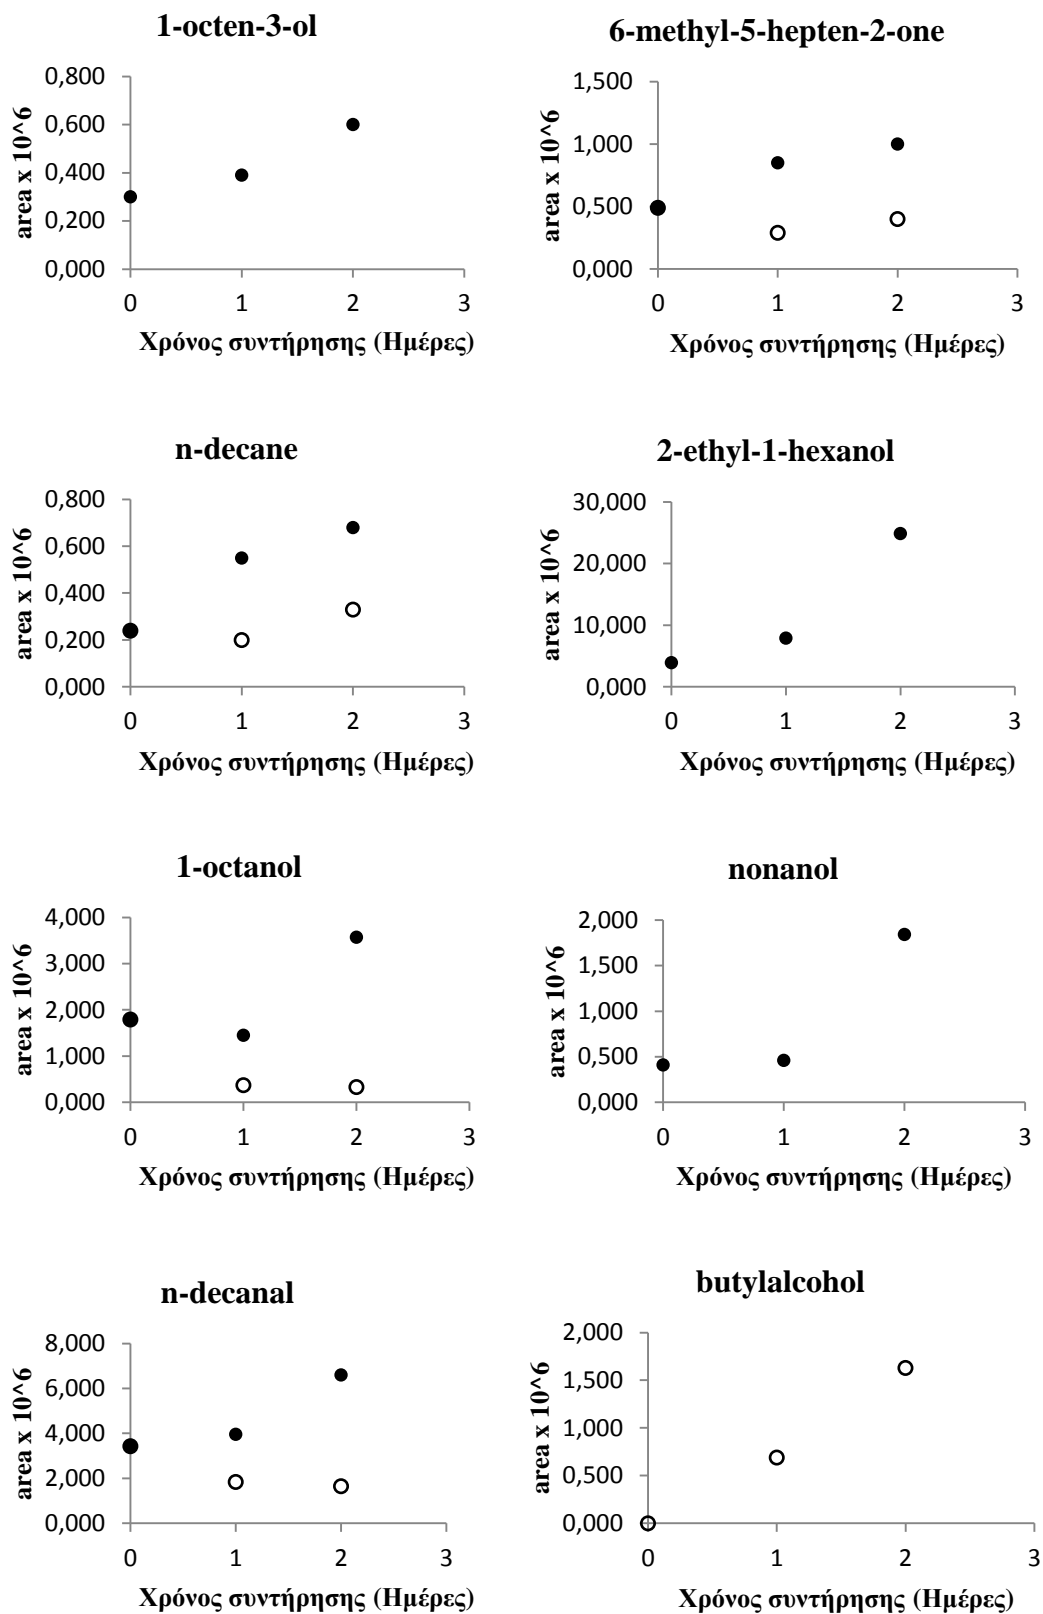 1-octen-3-ol
0,800
0,600
0,400
0,200
0,000
area x 10^6
0 1 2 3
Χρόνος συντήρησης (Ημέρες)
6-methyl-5-hepten-2-one
1,500
1,000
0,500
0,000
area x 10^6
0 1 2 3
Χρόνος συντήρησης (Ημέρες)
n-decane
0,800
0,600
0,400
0,200
0,000
area x 10^6
0 1 2 3
Χρόνος συντήρησης (Ημέρες)
2-ethyl-1-hexanol
30,000
20,000
10,000
0,000
area x 10^6
0 1 2 3
Χρόνος συντήρησης (Ημέρες)
1-octanol
4,000
3,000
2,000
1,000
0,000
area x 10^6
0 1 2 3
Χρόνος συντήρησης (Ημέρες)
nonanol
2,000
1,500
1,000
0,500
0,000
area x 10^6
0 1 2 3
Χρόνος συντήρησης (Ημέρες)
n-decanal
8,000
6,000
4,000
2,000
0,000
area x 10^6
0 1 2 3
Χρόνος συντήρησης (Ημέρες)
butylalcohol
2,000
1,500
1,000
0,500
0,000
area x 10^6
0 1 2 3
Χρόνος συντήρησης (Ημέρες)